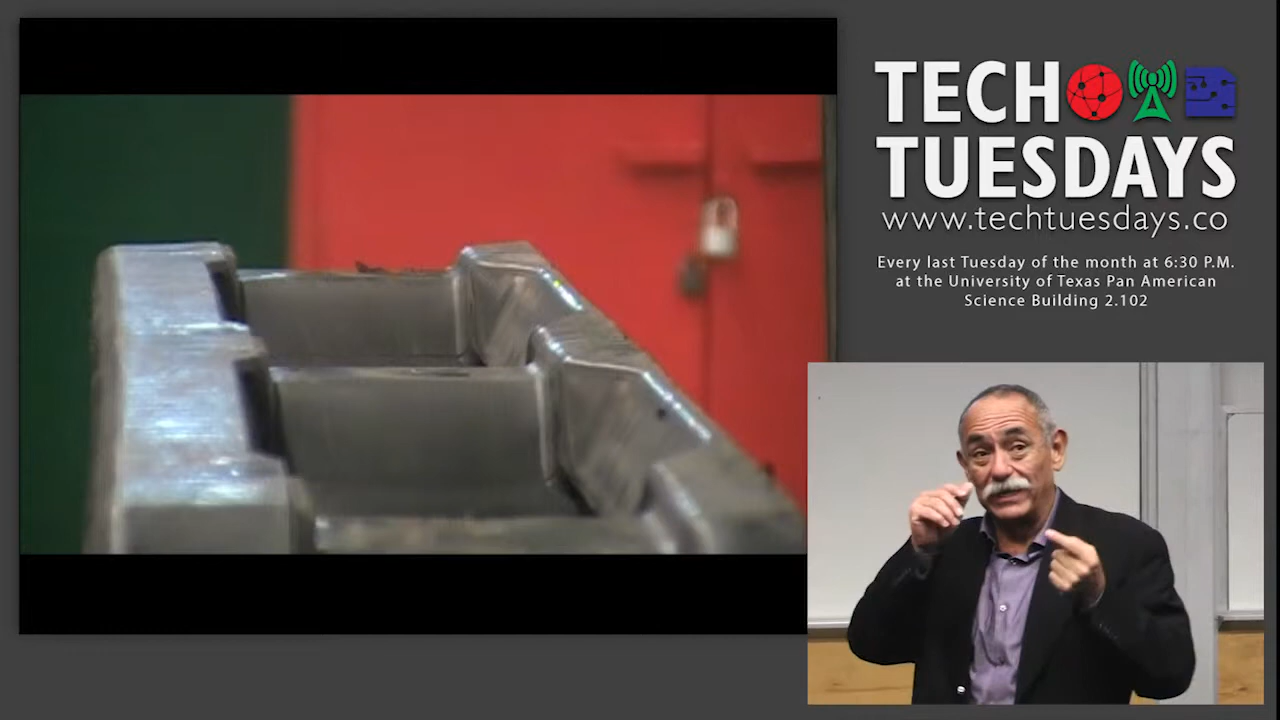 TECH
TUESDAYS
www.techtuesdays.co
Every last Tuesday of the month at 6:30 P.M.
at the University of Texas Pan American
Science Building 2.102